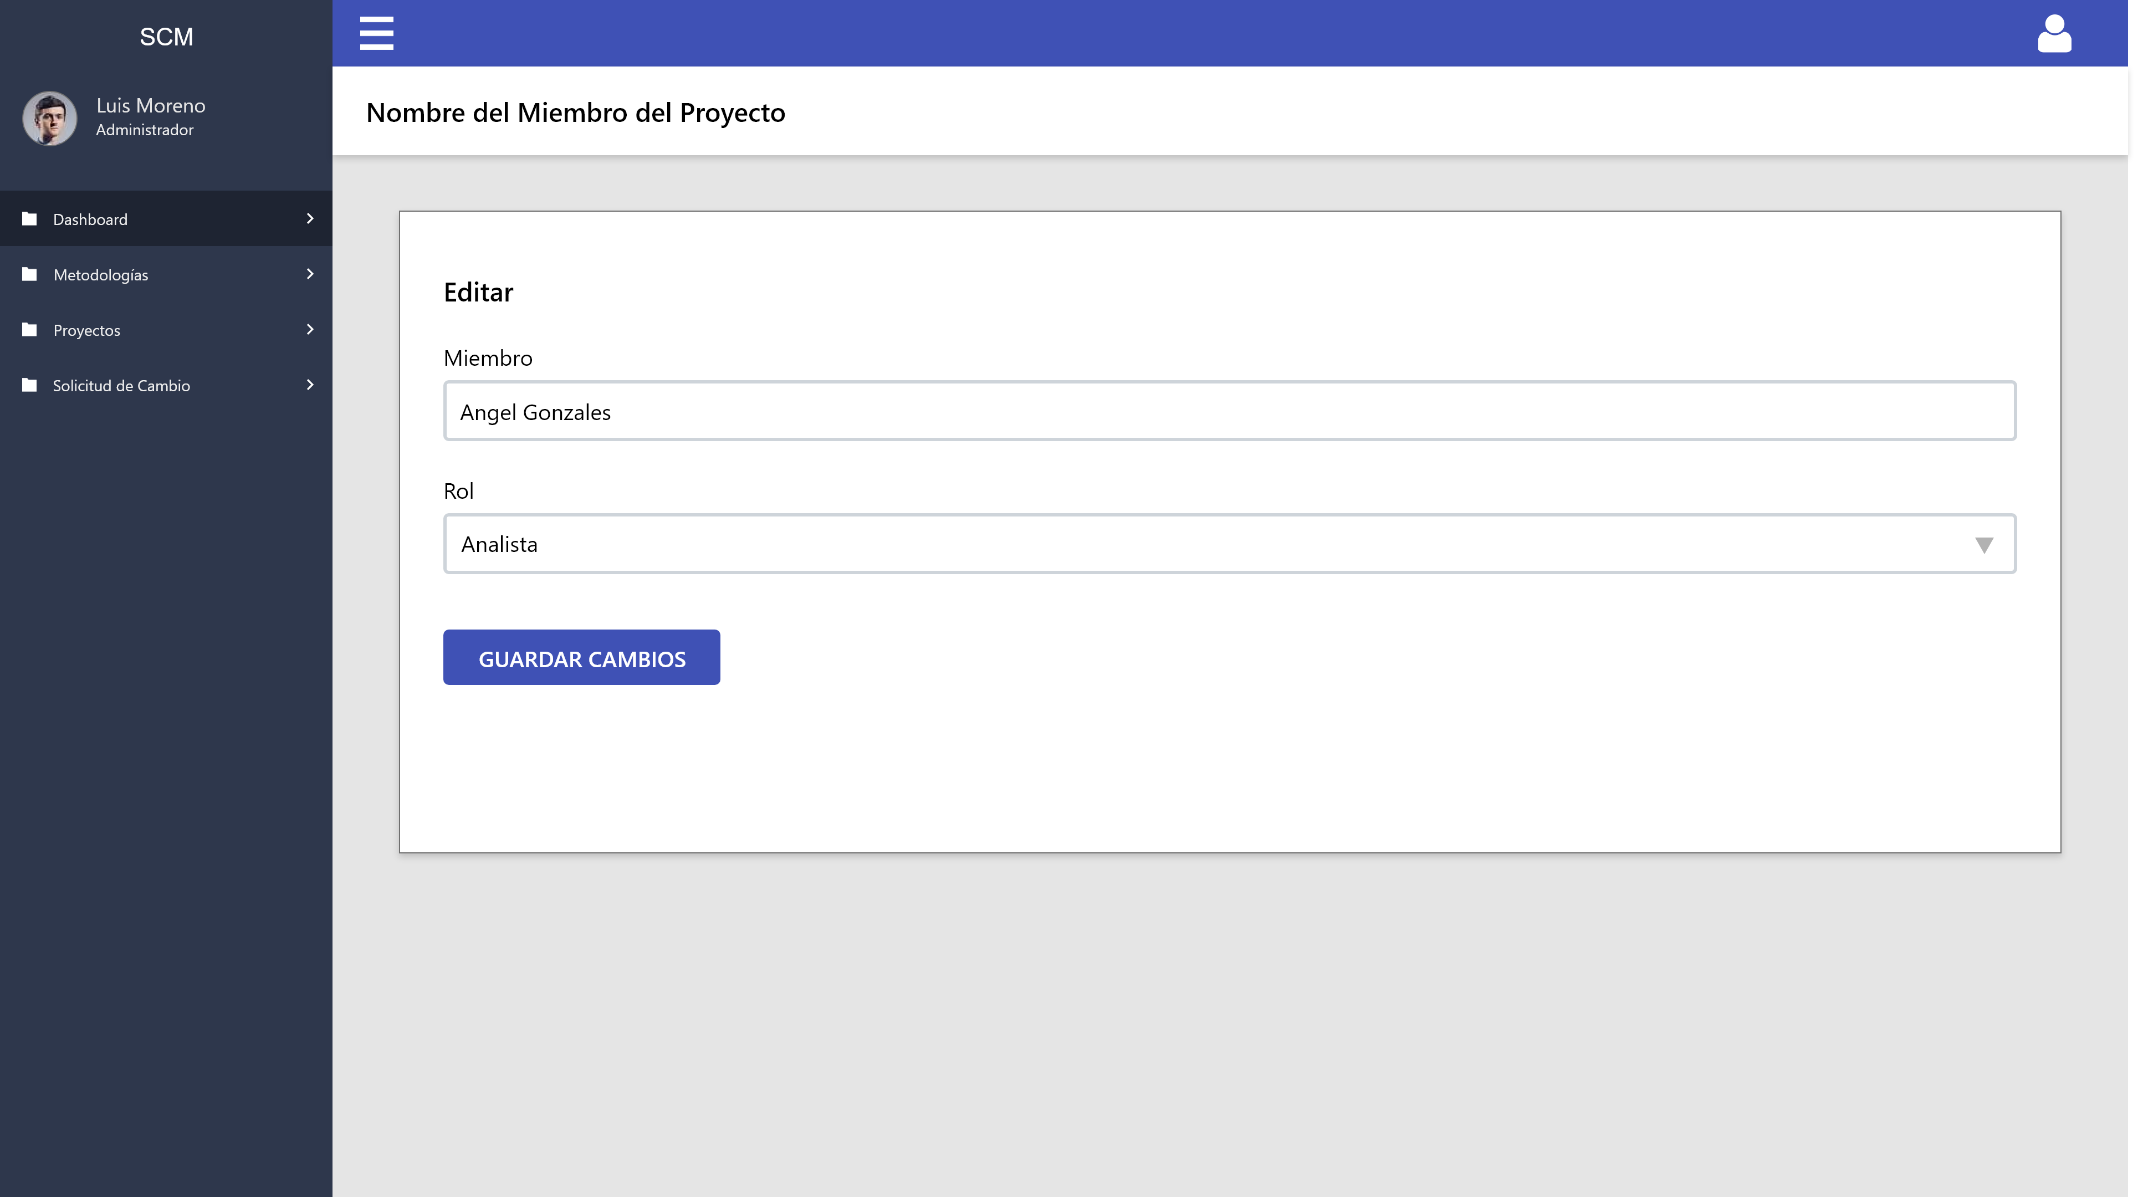 SCM
Luis Moreno
Administrador
Dashboard
Metodologías
Proyectos
Solicitud de Cambio
Nombre del Miembro del Proyecto
Editar
Miembro
Angel Gonzales
Rol
Analista
GUARDAR CAMBIOS